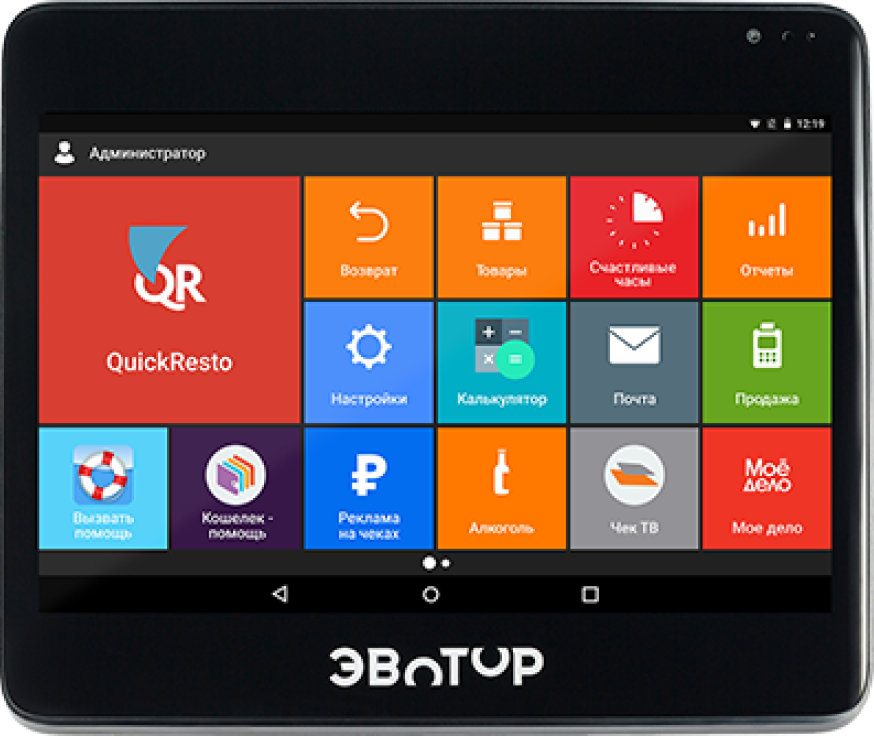 12:19
Администратор
QR
QuickResto
Возврат
Товары
Счастливые
часы
Отчеты
Настройки
Калькулятор
Почта
Продажа
Вызвать
помощь
Кошелек -
помощь
₽
Реклама
на чеках
Алкоголь
Чек ТВ
Моё
дело
Мое дело
ЭВОТОР